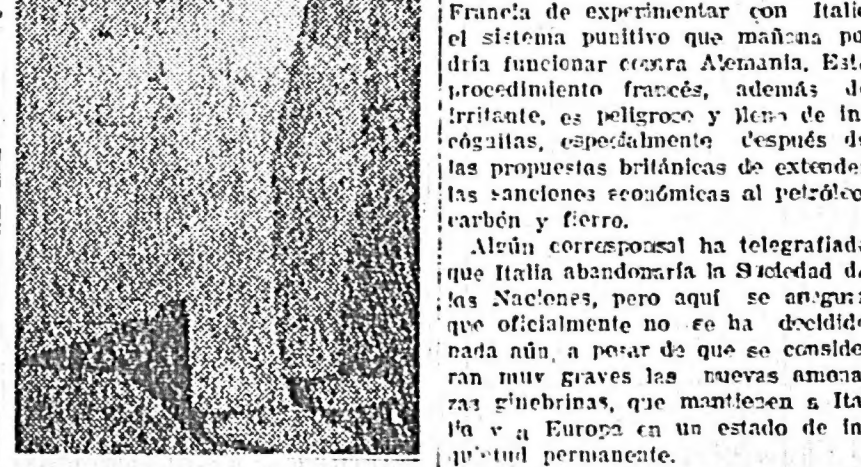 Francia de experimentar con Italia
el sistema punitivo que mañana po
dría funcionar contra Alemania. Este
procedimiento francés, además de
irritante, es peligroso y lleno de in
cógnitas, especialmente después de
las propuestas británicas de extender
las sanciones económicas al petróleo
carbón y fierro.
Algún corresponsal ha telegrafiado
que Italia abandonaría la Sociedad de
las Naciones, pero aquí se asegura
que oficialmente no se ha decidido
nada aún, a pesar de que se conside
ran muy graves las nuevas amena
zas ginebrinas, que mantienen a Ita
lia y a Europa en un estado de in
quietud permanente.